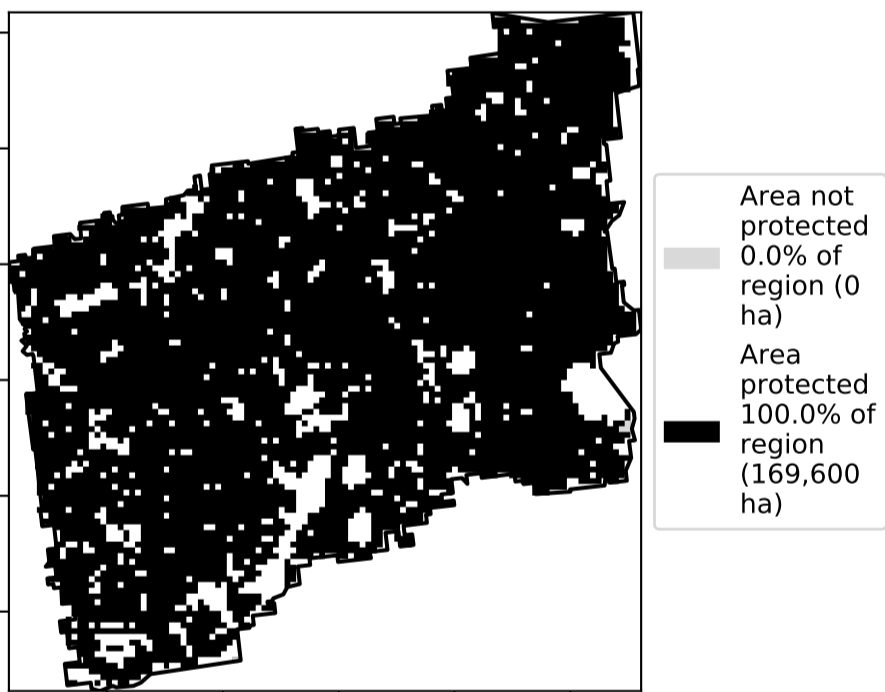 Area not
protected
0.0% of
region (0
ha)
Area
protected
100.0% of
region
(169,600
ha)